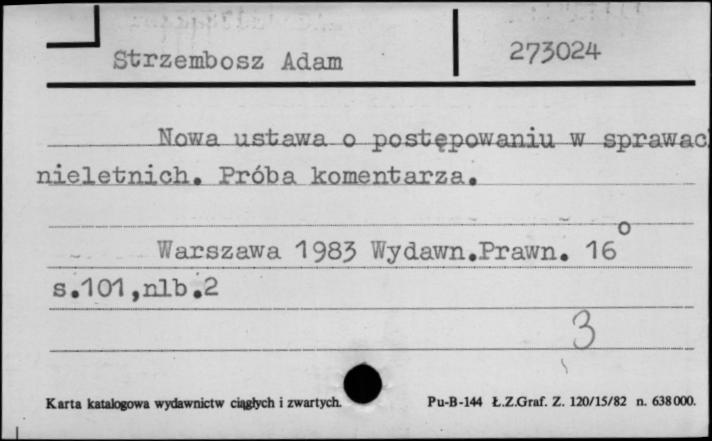 Strzembosz Adam 273024
Nowa ustawa o postępowaniu w sprawac
nieletnich. Próba komentarza.
Warszawa 1983 Wydawn.Prawn. 16°
s.101,nlb.2
3
Karta katalogowa wydawnictw ciągłych i zwartych. Pu-B-144 Ł.Z.Graf. Z. 120/15/82 n. 638000.